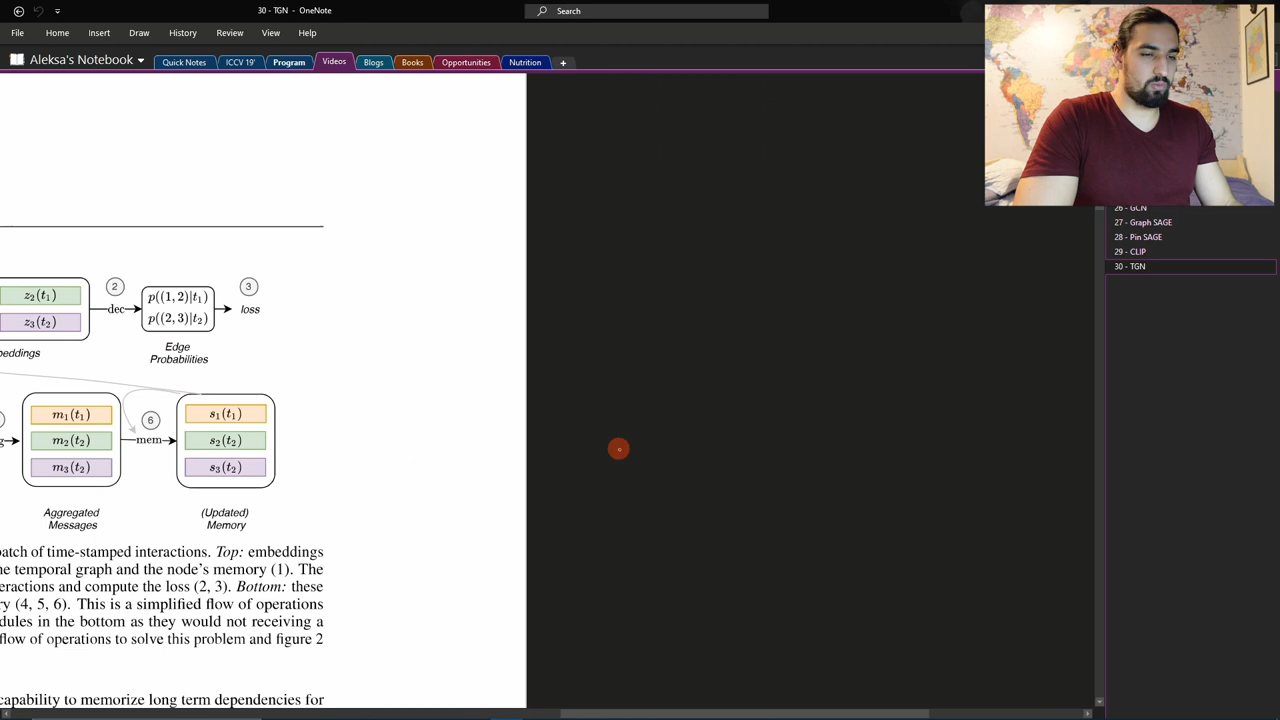 30 - TGN - OneNote
Search
File Home Insert Draw History Review View Help
Aleksa's Notebook
Quick Notes ICCV 19' Program Videos Blogs Books Opportunities Nutrition
26 - GCN
27 - Graph SAGE
28 - Pin SAGE
29 - CLIP
30 - TGN
2
3
z₂(t₁)
z₃(t₂)
dec
p((1, 2)|t₁)
p((2, 3)|t₂)
loss
Edge
Probabilities
m₁(t₁)
m₂(t₂)
m₃(t₂)
6
mem
s₁(t₁)
s₂(t₂)
s₃(t₂)
Aggregated
Messages
(Updated)
Memory
atch of time-stamped interactions. Top: embeddings
e temporal graph and the node's memory (1). The
eractions and compute the loss (2, 3). Bottom: these
ry (4, 5, 6). This is a simplified flow of operations
dules in the bottom as they would not receiving a
flow of operations to solve this problem and figure 2
capability to memorize long term dependencies for